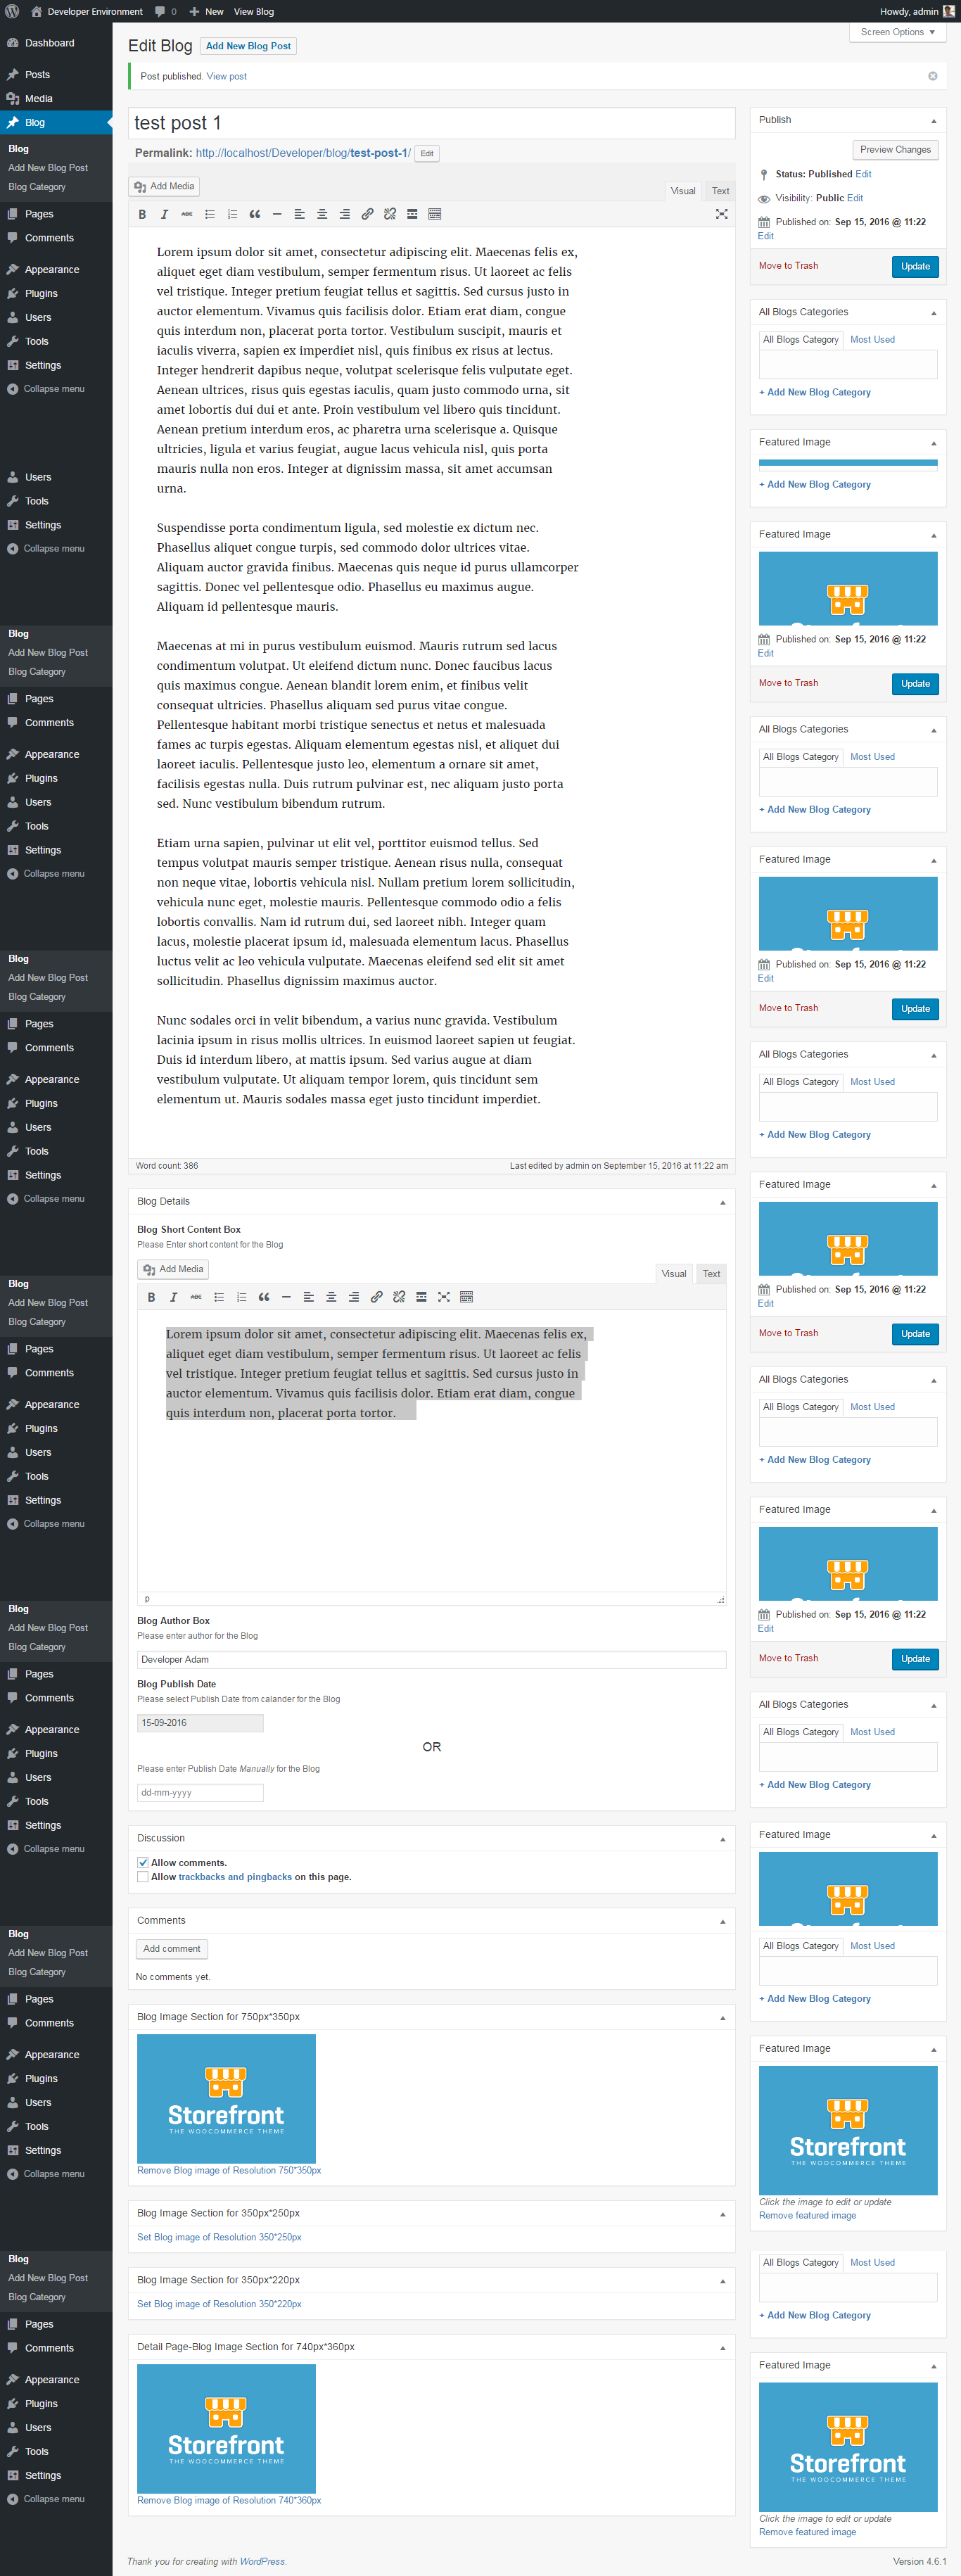 Developer Environment 0 New View Blog Howdy, admin
Dashboard
Posts
Media
Blog
Blog
Add New Blog Post
Blog Category
Pages
Comments
Appearance
Plugins
Users
Tools
Settings
Collapse menu
Users
Tools
Settings
Collapse menu
Blog
Add New Blog Post
Blog Category
Pages
Comments
Appearance
Plugins
Users
Tools
Settings
Collapse menu
Blog
Add New Blog Post
Blog Category
Pages
Comments
Appearance
Plugins
Users
Tools
Settings
Collapse menu
Blog
Add New Blog Post
Blog Category
Pages
Comments
Appearance
Plugins
Users
Tools
Settings
Collapse menu
Blog
Add New Blog Post
Blog Category
Pages
Comments
Appearance
Plugins
Users
Tools
Settings
Collapse menu
Blog
Add New Blog Post
Blog Category
Pages
Comments
Appearance
Plugins
Users
Tools
Settings
Collapse menu
Blog
Add New Blog Post
Blog Category
Pages
Comments
Appearance
Plugins
Users
Tools
Settings
Collapse menu
Screen Options
Edit Blog Add New Blog Post
Post published. View post
test post 1
Permalink: http://localhost/Developer/blog/test-post-1/ Edit
Add Media
Visual Text
B I ABC
Lorem ipsum dolor sit amet, consectetur adipiscing elit. Maecenas felis ex,
aliquet eget diam vestibulum, semper fermentum risus. Ut laoreet ac felis
vel tristique. Integer pretium feugiat tellus et sagittis. Sed cursus justo in
auctor elementum. Vivamus quis facilisis dolor. Etiam erat diam, congue
quis interdum non, placerat porta tortor. Vestibulum suscipit, mauris et
iaculis viverra, sapien ex imperdiet nisl, quis finibus ex risus at lectus.
Integer hendrerit dapibus neque, volutpat scelerisque felis vulputate eget.
Aenean ultrices, risus quis egestas iaculis, quam justo commodo urna, sit
amet lobortis dui dui et ante. Proin vestibulum vel libero quis tincidunt.
Aenean pretium interdum eros, ac pharetra urna scelerisque a. Quisque
ultricies, ligula et varius feugiat, augue lacus vehicula nisl, quis porta
mauris nulla non eros. Integer at dignissim massa, sit amet accumsan
urna.
Suspendisse porta condimentum ligula, sed molestie ex dictum nec.
Phasellus aliquet congue turpis, sed commodo dolor ultrices vitae.
Aliquam auctor gravida finibus. Maecenas quis neque id purus ullamcorper
sagittis. Donec vel pellentesque odio. Phasellus eu maximus augue.
Aliquam id pellentesque mauris.
Maecenas at mi in purus vestibulum euismod. Mauris rutrum sed lacus
condimentum volutpat. Ut eleifend dictum nunc. Donec faucibus lacus
quis maximus congue. Aenean blandit lorem enim, et finibus velit
consequat ultricies. Phasellus aliquam sed purus vitae congue.
Pellentesque habitant morbi tristique senectus et netus et malesuada
fames ac turpis egestas. Aliquam elementum egestas nisl, et aliquet dui
laoreet iaculis. Pellentesque justo leo, elementum a ornare sit amet,
facilisis egestas nulla. Duis rutrum pulvinar est, nec aliquam justo porta
sed. Nunc vestibulum bibendum rutrum.
Etiam urna sapien, pulvinar ut elit vel, porttitor euismod tellus. Sed
tempus volutpat mauris semper tristique. Aenean risus nulla, consequat
non neque vitae, lobortis vehicula nisl. Nullam pretium lorem sollicitudin,
vehicula nunc eget, molestie mauris. Pellentesque commodo odio a felis
lobortis convallis. Nam id rutrum dui, sed laoreet nibh. Integer quam
lacus, molestie placerat ipsum id, malesuada elementum lacus. Phasellus
luctus velit ac leo vehicula vulputate. Maecenas eleifend sed elit sit amet
sollicitudin. Phasellus dignissim maximus auctor.
Nunc sodales orci in velit bibendum, a varius nunc gravida. Vestibulum
lacinia ipsum in risus mollis ultrices. In euismod laoreet sapien ut feugiat.
Duis id interdum libero, at mattis ipsum. Sed varius augue at diam
vestibulum vulputate. Ut aliquam tempor lorem, quis tincidunt sem
elementum ut. Mauris sodales massa eget justo tincidunt imperdiet.
Word count: 386 Last edited by admin on September 15, 2016 at 11:22 am
Blog Details
Blog Short Content Box
Please Enter short content for the Blog
Add Media
Visual Text
B I ABC
Lorem ipsum dolor sit amet, consectetur adipiscing elit. Maecenas felis ex,
aliquet eget diam vestibulum, semper fermentum risus. Ut laoreet ac felis
vel tristique. Integer pretium feugiat tellus et sagittis. Sed cursus justo in
auctor elementum. Vivamus quis facilisis dolor. Etiam erat diam, congue
quis interdum non, placerat porta tortor.
p
Blog Author Box
Please enter author for the Blog
Developer Adam
Blog Publish Date
Please select Publish Date from calander for the Blog
15-09-2016
OR
Please enter Publish Date Manually for the Blog
dd-mm-yyyy
Discussion
Allow comments.
Allow trackbacks and pingbacks on this page.
Comments
Add comment
No comments yet.
Blog Image Section for 750px*350px
Storefront
THE WOOCOMMERCE THEME
Remove Blog image of Resolution 750*350px
Blog Image Section for 350px*250px
Set Blog image of Resolution 350*250px
Blog Image Section for 350px*220px
Set Blog image of Resolution 350*220px
Detail Page-Blog Image Section for 740px*360px
Storefront
THE WOOCOMMERCE THEME
Remove Blog image of Resolution 740*360px
Publish
Preview Changes
Status: Published Edit
Visibility: Public Edit
Published on: Sep 15, 2016 @ 11:22
Edit
Move to Trash Update
All Blogs Categories
All Blogs Category Most Used
+ Add New Blog Category
Featured Image
+ Add New Blog Category
Featured Image
Published on: Sep 15, 2016 @ 11:22
Edit
Move to Trash Update
All Blogs Categories
All Blogs Category Most Used
+ Add New Blog Category
Featured Image
Published on: Sep 15, 2016 @ 11:22
Edit
Move to Trash Update
All Blogs Categories
All Blogs Category Most Used
+ Add New Blog Category
Featured Image
Published on: Sep 15, 2016 @ 11:22
Edit
Move to Trash Update
All Blogs Categories
All Blogs Category Most Used
+ Add New Blog Category
Featured Image
Published on: Sep 15, 2016 @ 11:22
Edit
Move to Trash Update
All Blogs Categories
All Blogs Category Most Used
+ Add New Blog Category
Featured Image
All Blogs Category Most Used
+ Add New Blog Category
Featured Image
Storefront
THE WOOCOMMERCE THEME
Click the image to edit or update
Remove featured image
All Blogs Category Most Used
+ Add New Blog Category
Featured Image
Storefront
THE WOOCOMMERCE THEME
Click the image to edit or update
Remove featured image
Thank you for creating with WordPress. Version 4.6.1